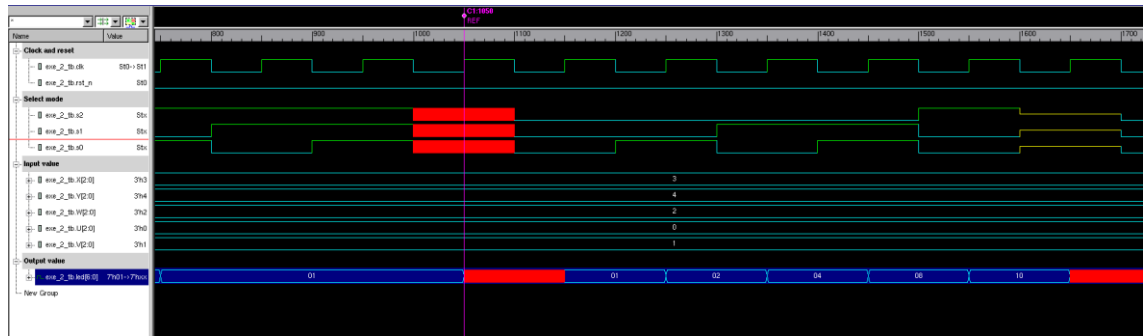 C1:1050
REF
Name Value
800 900 1000 1100 1200 1300 1400 1500 1600 1700
Clock and reset
exe_2_tb.clk St0->St1
exe_2_tb.rst_n St0
Select mode
exe_2_tb.s2 Stx
exe_2_tb.s1 Stx
exe_2_tb.s0 Stx
Input value
exe_2_tb.X[2:0] 3'h3 3
exe_2_tb.Y[2:0] 3'h4 4
exe_2_tb.W[2:0] 3'h2 2
exe_2_tb.U[2:0] 3'h0 0
exe_2_tb.V[2:0] 3'h1 1
Output value
exe_2_tb.led[6:0] 7'h01->7'hxx 01 01 02 04 08 10
New Group